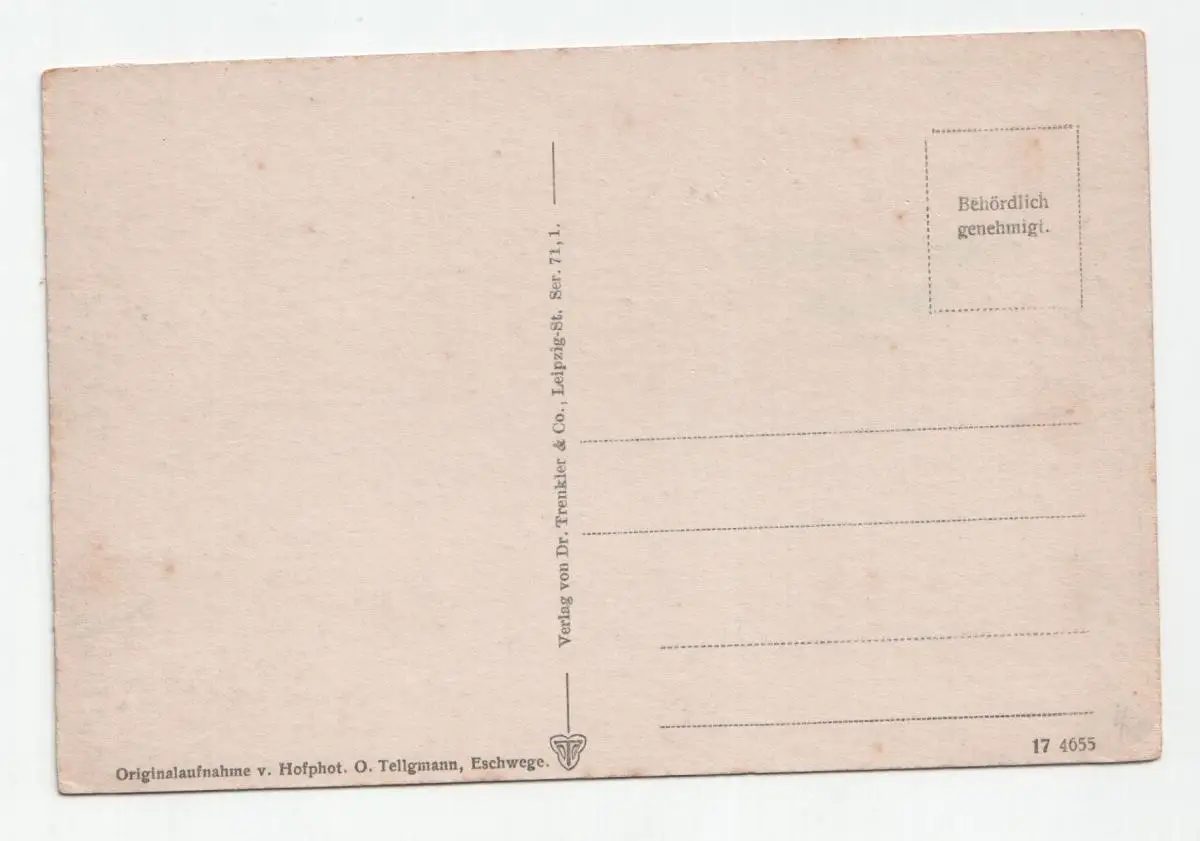 Behördlich
genehmigt.
Verlag von Dr. Trenkler & Co., Leipzig-St. Ser. 71, 1.
Originalaufnahme v. Hofphot. O. Tellgmann, Eschwege.
17 4655